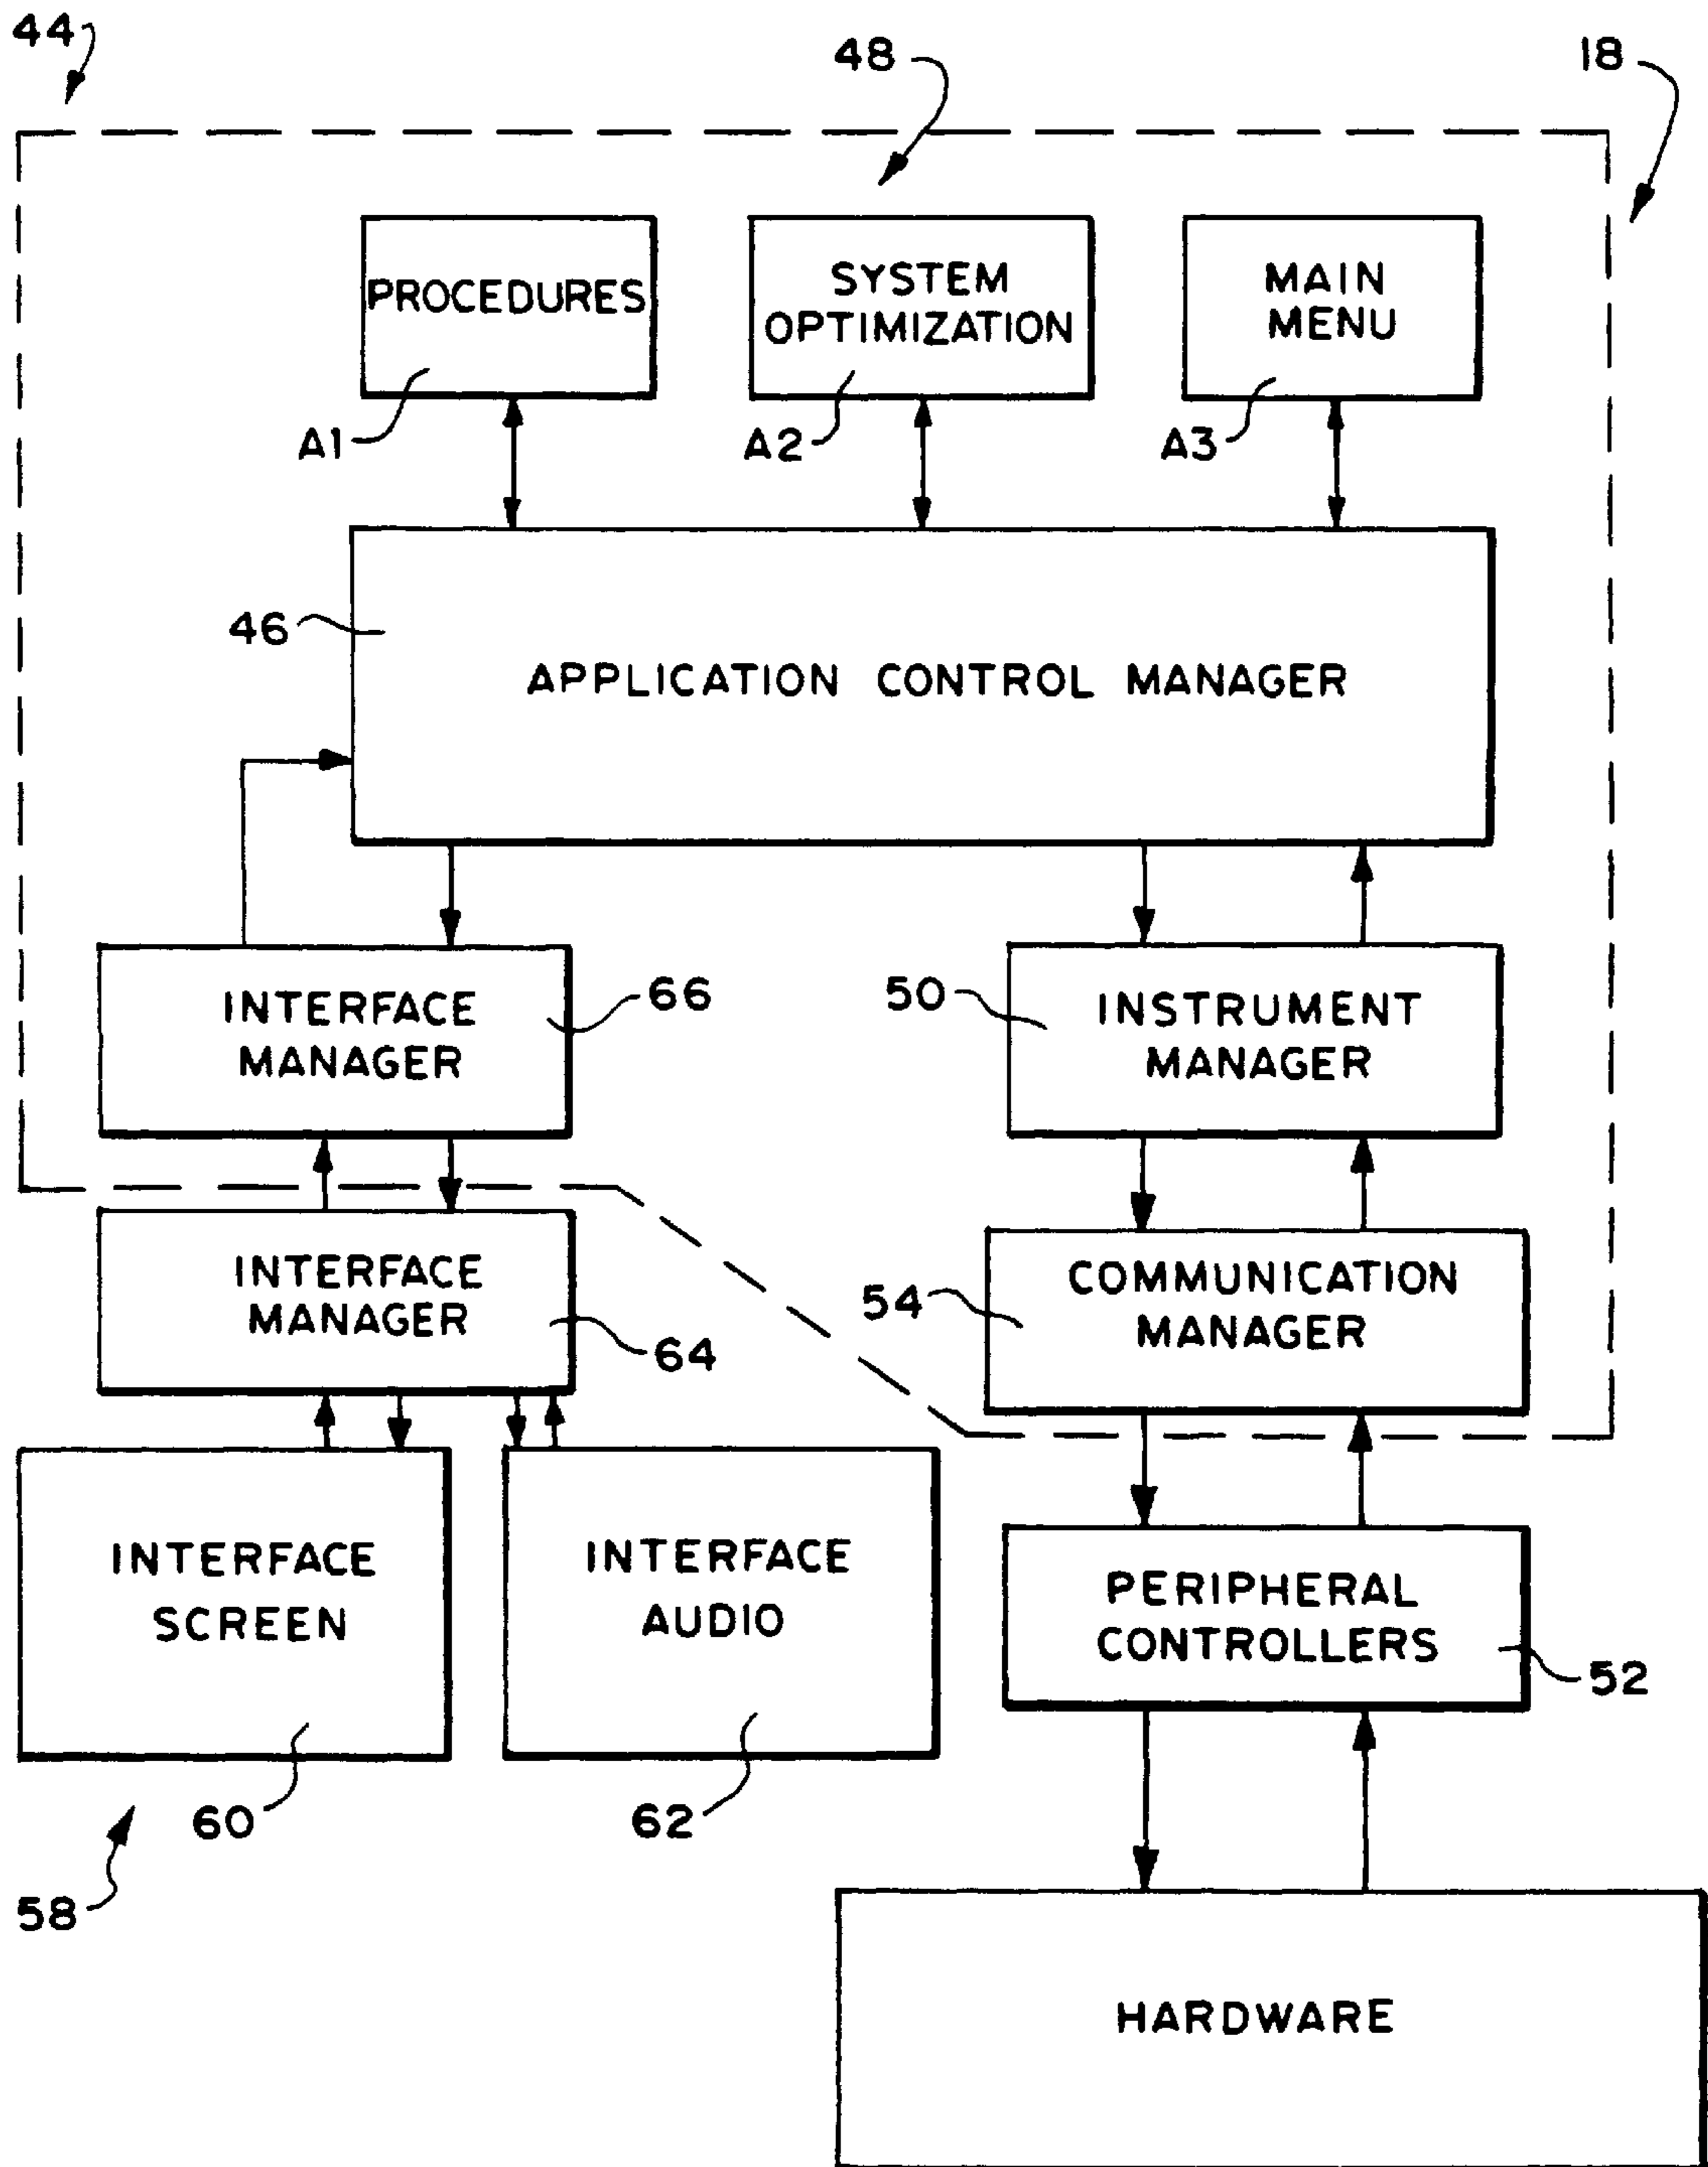 44
48
18
PROCEDURES
SYSTEM
OPTIMIZATION
MAIN
MENU
A1
A2
A3
46
APPLICATION CONTROL MANAGER
INTERFACE
MANAGER
66
50
INSTRUMENT
MANAGER
INTERFACE
MANAGER
64
54
COMMUNICATION
MANAGER
INTERFACE
SCREEN
INTERFACE
AUDIO
PERIPHERAL
CONTROLLERS
52
60
62
58
HARDWARE